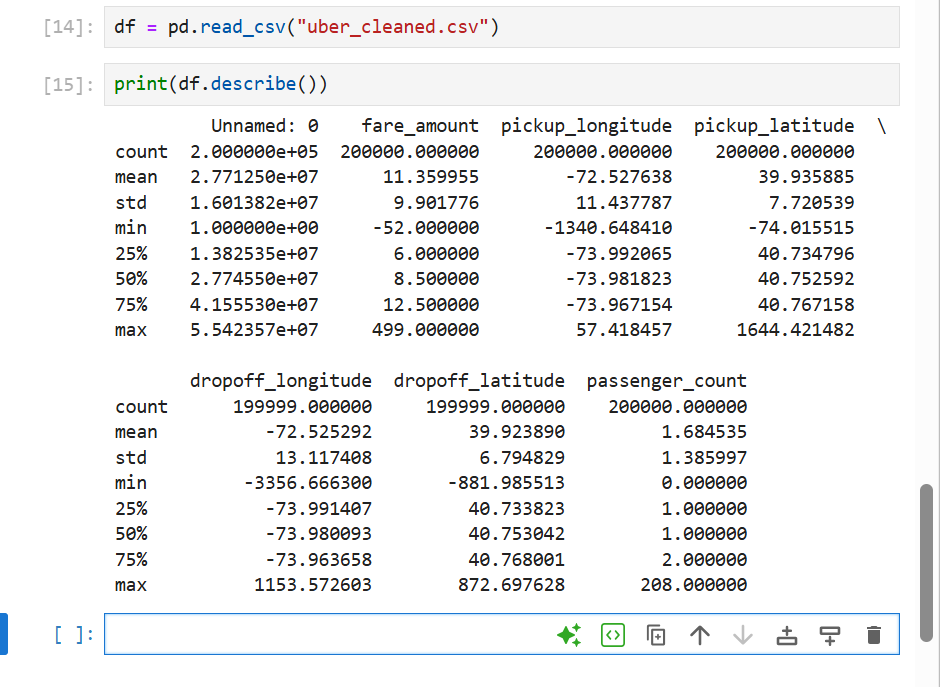 [14]: df = pd.read_csv("uber_cleaned.csv")
[15]: print(df.describe())
Unnamed: 0 fare_amount pickup_longitude pickup_latitude \
count 2.000000e+05 200000.000000 200000.000000 200000.000000
mean 2.771250e+07 11.359955 -72.527638 39.935885
std 1.601382e+07 9.901776 11.437787 7.720539
min 1.000000e+00 -52.000000 -1340.648410 -74.015515
25% 1.382535e+07 6.000000 -73.992065 40.734796
50% 2.774550e+07 8.500000 -73.981823 40.752592
75% 4.155530e+07 12.500000 -73.967154 40.767158
max 5.542357e+07 499.000000 57.418457 1644.421482
dropoff_longitude dropoff_latitude passenger_count
count 199999.000000 199999.000000 200000.000000
mean -72.525292 39.923890 1.684535
std 13.117408 6.794829 1.385997
min -3356.666300 -881.985513 0.000000
25% -73.991407 40.733823 1.000000
50% -73.980093 40.753042 1.000000
75% -73.963658 40.768001 2.000000
max 1153.572603 872.697628 208.000000
[ ]: